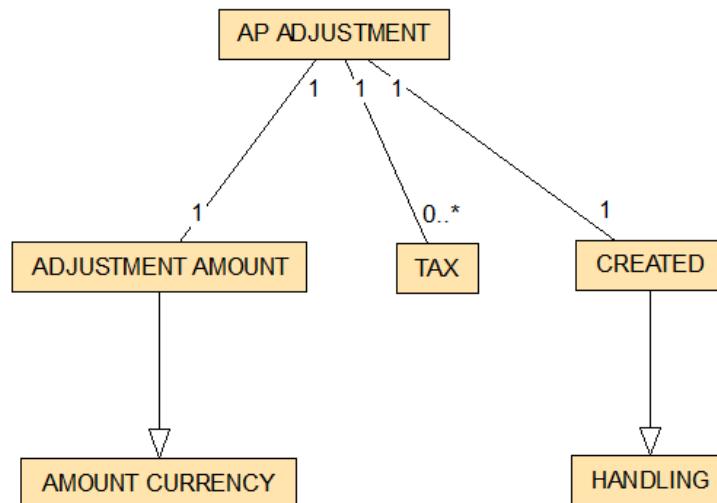 AP ADJUSTMENT
1
1
1
1
0..*
1
ADJUSTMENT AMOUNT
TAX
CREATED
AMOUNT CURRENCY
HANDLING